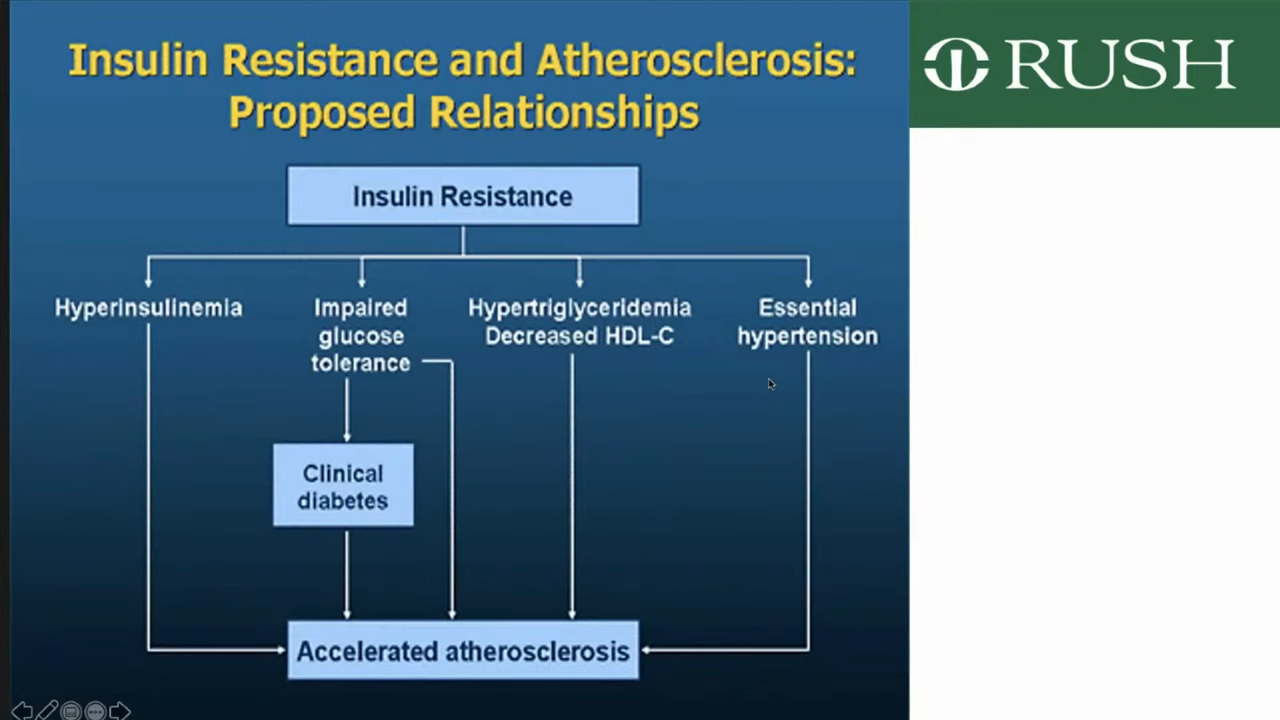 Insulin Resistance and Atherosclerosis:
Proposed Relationships
RUSH
Insulin Resistance
Hyperinsulinemia
Impaired
glucose
tolerance
Hypertriglyceridemia
Decreased HDL-C
Essential
hypertension
Clinical
diabetes
Accelerated atherosclerosis